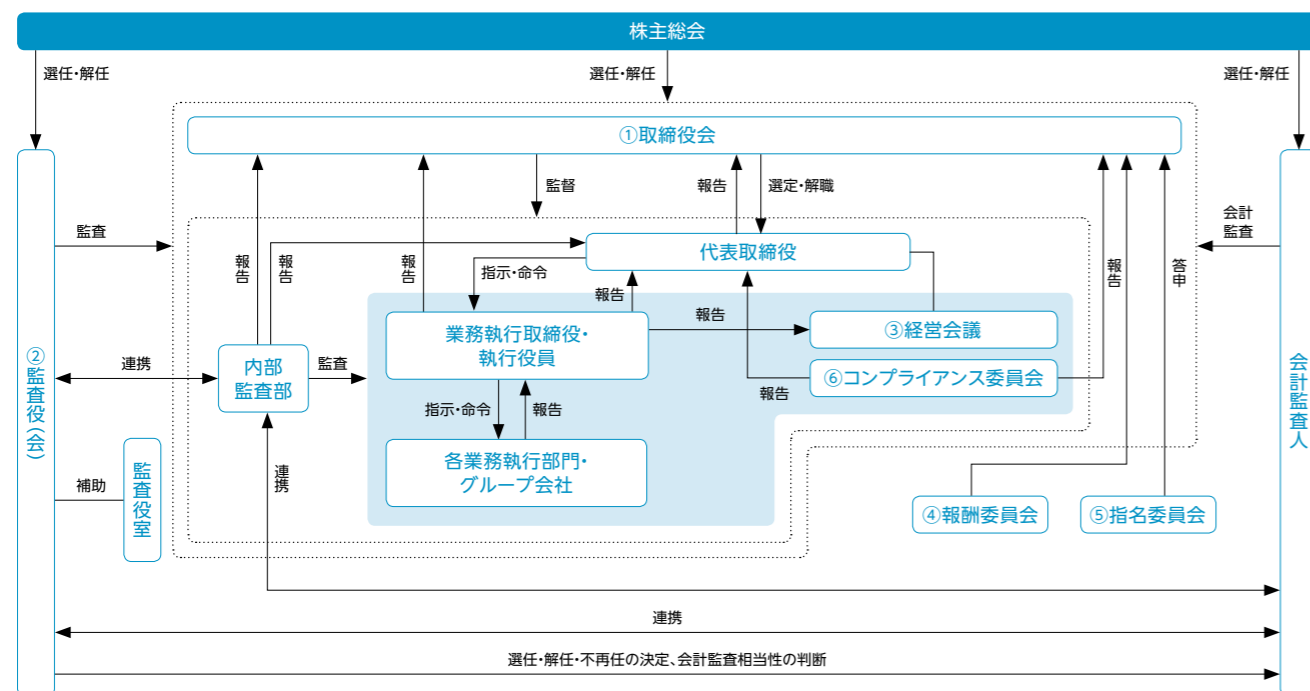 株主総会
選任・解任
選任・解任
選任・解任
①取締役会
監督
報告
選定・解職
監査
会計
監査
代表取締役
報告
報告
報告
指示・命令
報告
報告
答申
業務執行取締役・
執行役員
報告
③経営会議
②監査役(会)
連携
内部
監査部
監査
⑥コンプライアンス委員会
報告
会計監査人
指示・命令
報告
各業務執行部門・
グループ会社
連携
補助
監査役室
④報酬委員会
⑤指名委員会
連携
選任・解任・不再任の決定、会計監査相当性の判断